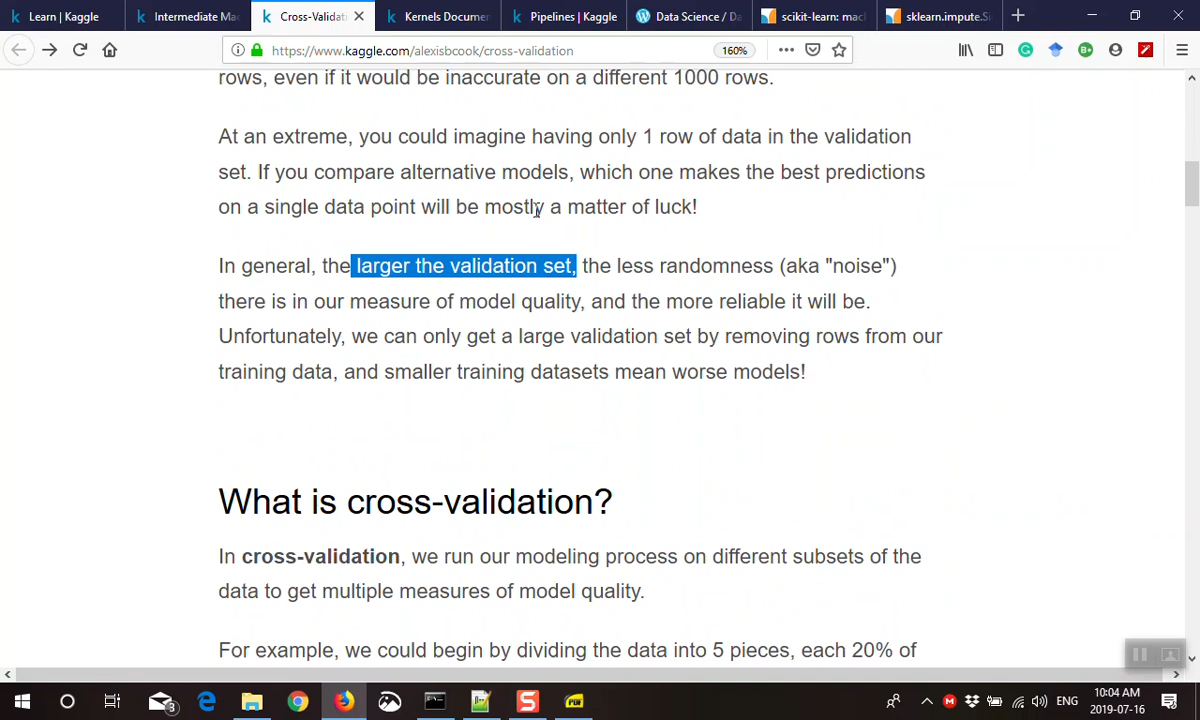 Learn | Kaggle
Intermediate Ma
Cross-Validati
Kernels Docume
Pipelines | Kaggle
Data Science / Da
scikit-learn: mac
sklearn.impute.Si
https://www.kaggle.com/alexisbcook/cross-validation
160%
rows, even if it would be inaccurate on a different 1000 rows.
At an extreme, you could imagine having only 1 row of data in the validation
set. If you compare alternative models, which one makes the best predictions
on a single data point will be mostly a matter of luck!
In general, the larger the validation set, the less randomness (aka "noise")
there is in our measure of model quality, and the more reliable it will be.
Unfortunately, we can only get a large validation set by removing rows from our
training data, and smaller training datasets mean worse models!
What is cross-validation?
In cross-validation, we run our modeling process on different subsets of the
data to get multiple measures of model quality.
For example, we could begin by dividing the data into 5 pieces, each 20% of
3
ENG
10:04 AM
2019-07-16